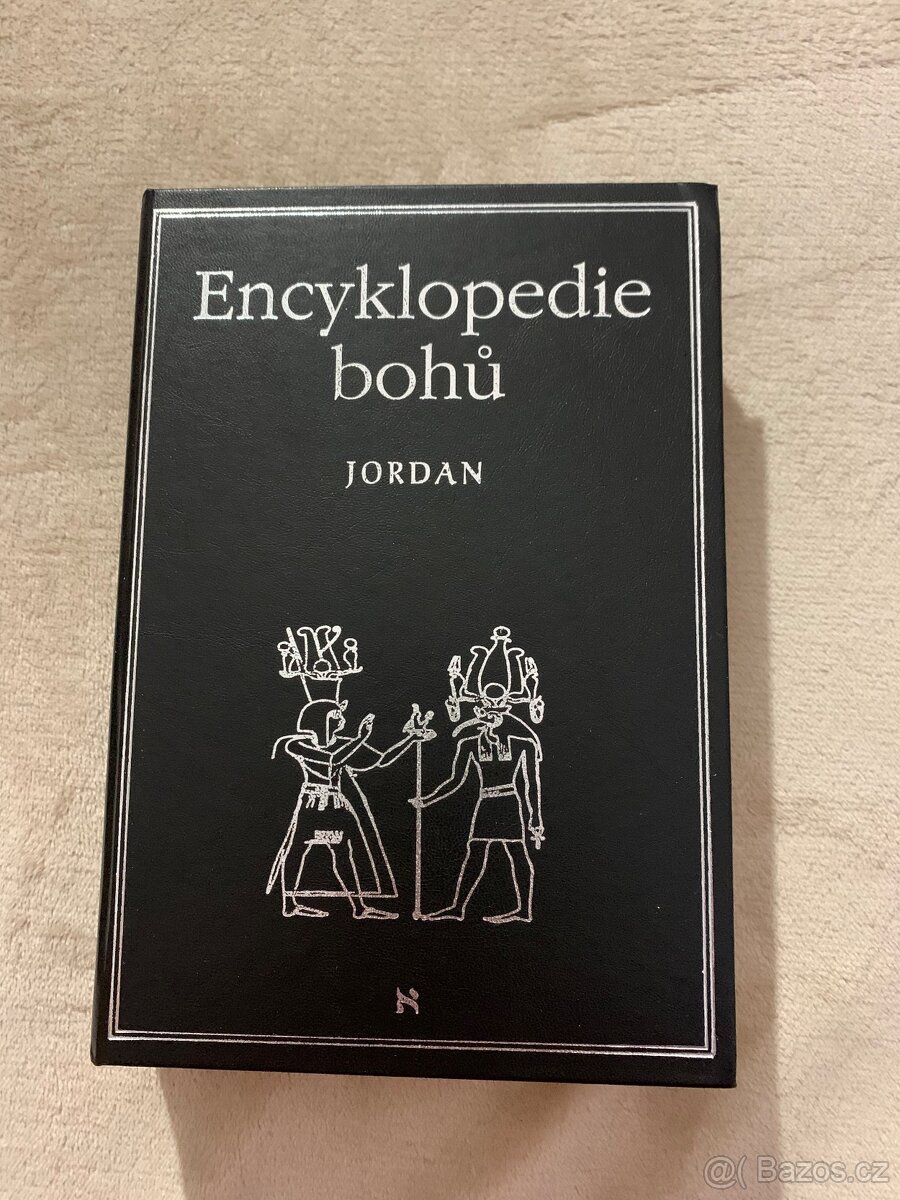 Encyklopedie
bohů
JORDAN
@( Bazos.cz